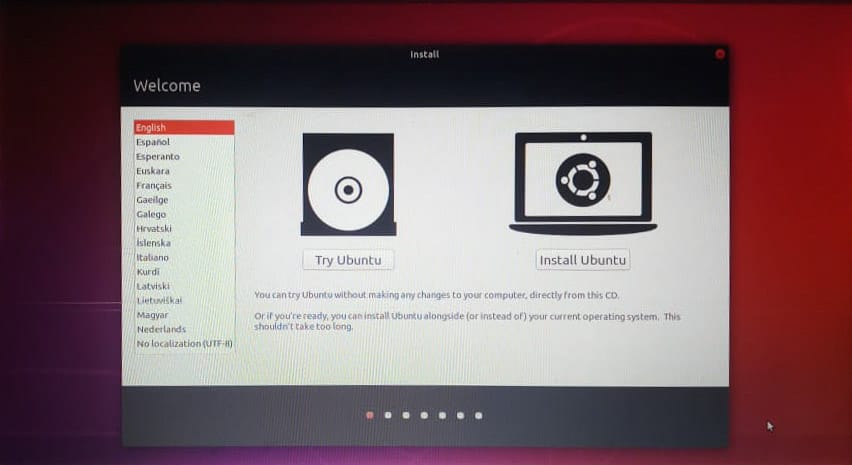 Install
Welcome
English
Español
Esperanto
Euskara
Français
Gaeilge
Galego
Hrvatski
Íslenska
Italiano
Kurdî
Latviski
Lietuviškai
Magyar
Nederlands
No localization (UTF-8)
Try Ubuntu
Install Ubuntu
You can try Ubuntu without making any changes to your computer, directly from this CD.
Or if you're ready, you can install Ubuntu alongside (or instead of) your current operating system. This
shouldn't take too long.